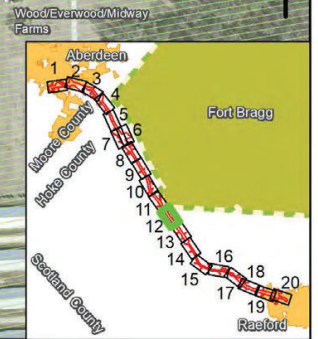 Wood/Everwood/Midway
Farms
Aberdeen
1
2
3
4
5
6
7
8
9
10
11
12
13
14
15
16
17
18
19
20
Fort Bragg
Moore County
Hoke County
Scotland County
Raeford